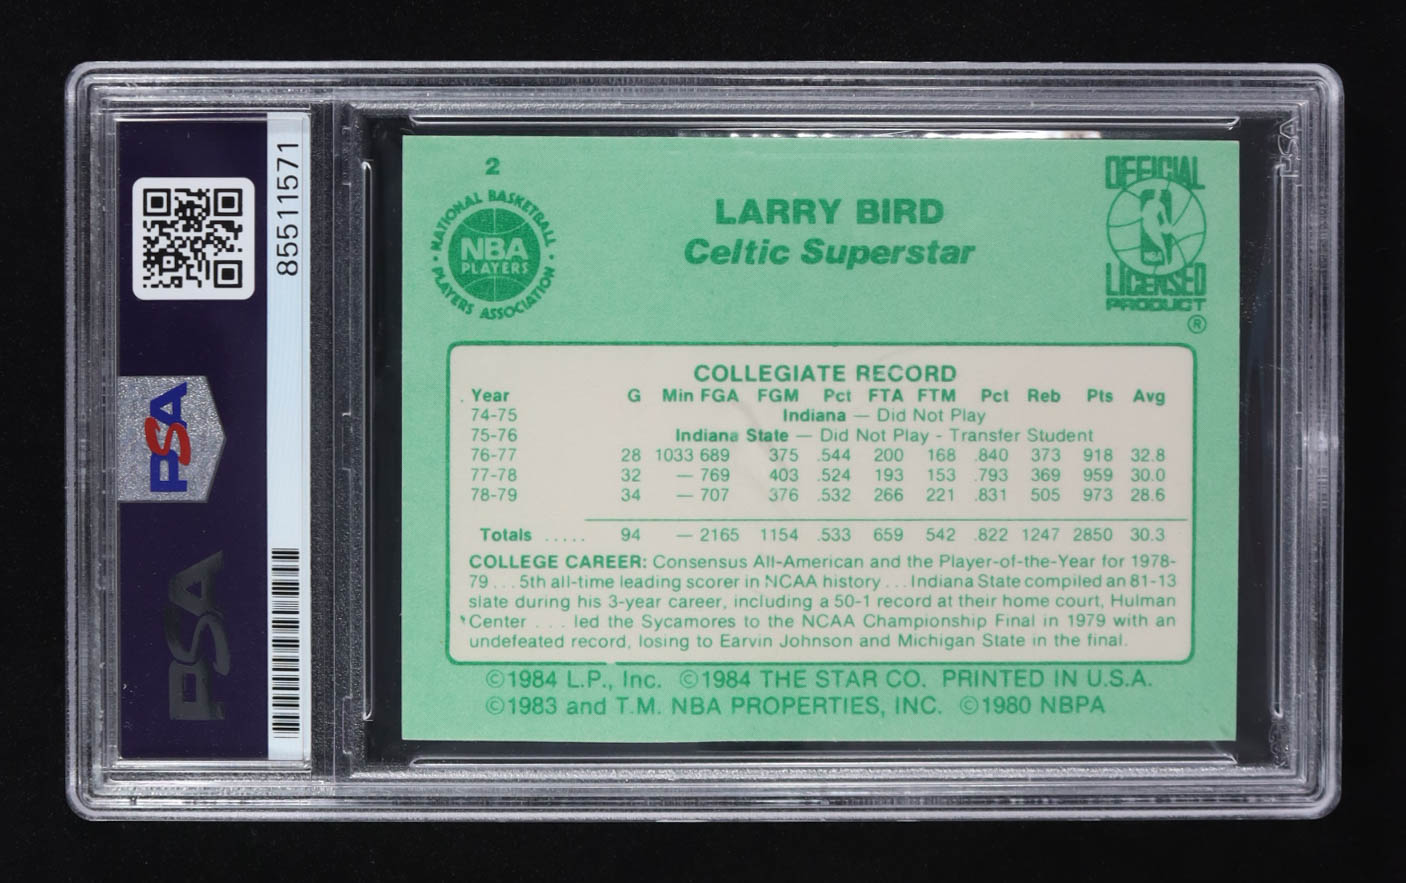 85511571
PSA
PSA
PSA
2
NATIONAL BASKETBALL
NBA
PLAYERS
PLAYERS ASSOCIATION
LARRY BIRD
Celtic Superstar
OFFICIAL
NBA
LICENSED
PRODUCT
®
COLLEGIATE RECORD
Year G Min FGA FGM Pct FTA FTM Pct Reb Pts Avg
74-75 Indiana — Did Not Play
75-76 Indiana State — Did Not Play - Transfer Student
76-77 28 1033 689 375 .544 200 168 .840 373 918 32.8
77-78 32 — 769 403 .524 193 153 .793 369 959 30.0
78-79 34 — 707 376 .532 266 221 .831 505 973 28.6
Totals ..... 94 — 2165 1154 .533 659 542 .822 1247 2850 30.3
COLLEGE CAREER: Consensus All-American and the Player-of-the-Year for 1978-
79 ... 5th all-time leading scorer in NCAA history ... Indiana State compiled an 81-13
slate during his 3-year career, including a 50-1 record at their home court, Hulman
Center ... led the Sycamores to the NCAA Championship Final in 1979 with an
undefeated record, losing to Earvin Johnson and Michigan State in the final.
©1984 L.P., Inc. ©1984 THE STAR CO. PRINTED IN U.S.A.
©1983 and T.M. NBA PROPERTIES, INC. ©1980 NBPA